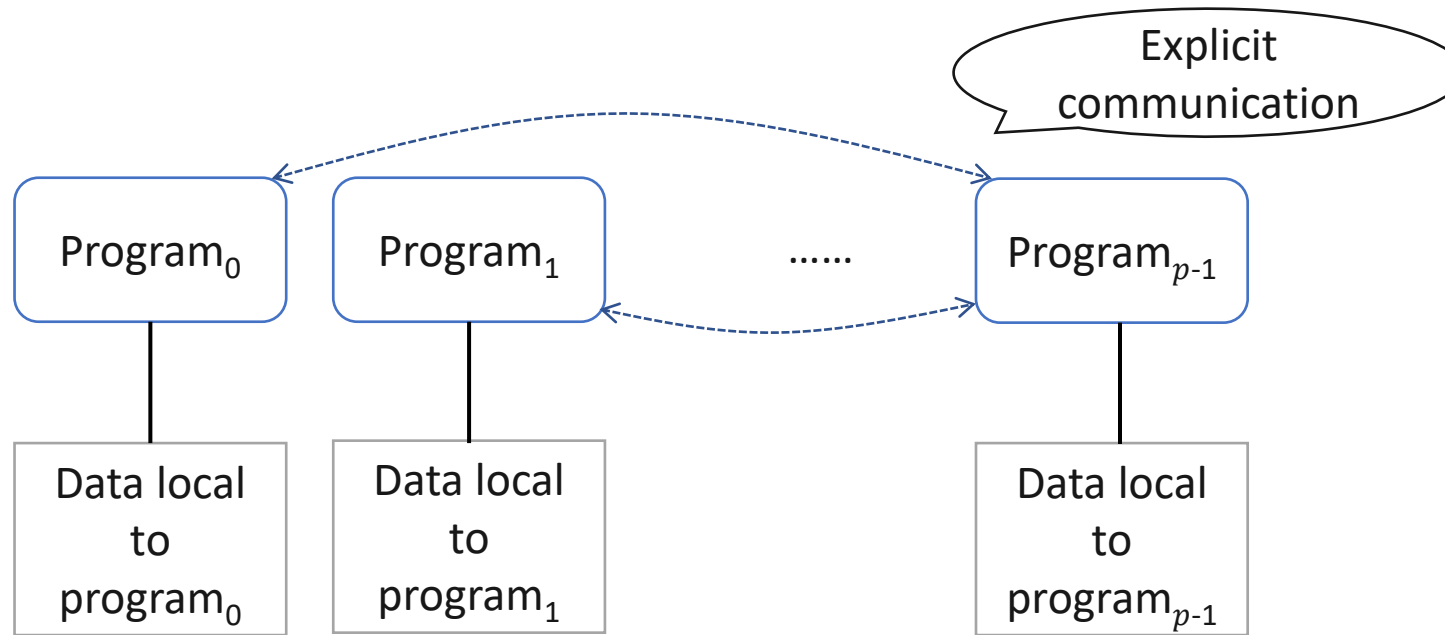 Explicit
communication
Program₀
Program₁
......
Program𝑝₋₁
Data local
to
program₀
Data local
to
program₁
Data local
to
program𝑝₋₁